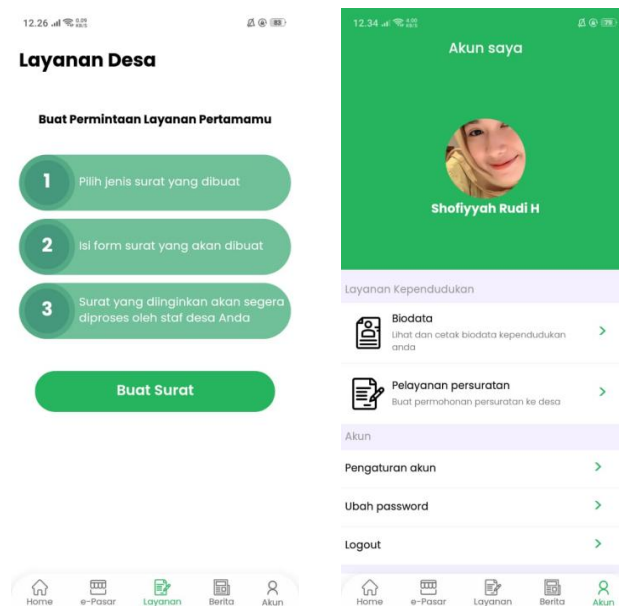 12.26
83
Layanan Desa
Buat Permintaan Layanan Pertamamu
1
Pilih jenis surat yang dibuat
2
Isi form surat yang akan dibuat
3
Surat yang diinginkan akan segera
diproses oleh staf desa Anda
Buat Surat
Home
e-Pasar
Layanan
Berita
Akun
12.34
Akun saya
Shofiyyah Rudi H
Layanan Kependudukan
Biodata
Lihat dan cetak biodata kependudukan
anda
Pelayanan persuratan
Buat permohonan persuratan ke desa
Akun
Pengaturan akun
Ubah password
Logout
Home
e-Pasar
Layanan
Berita
Akun